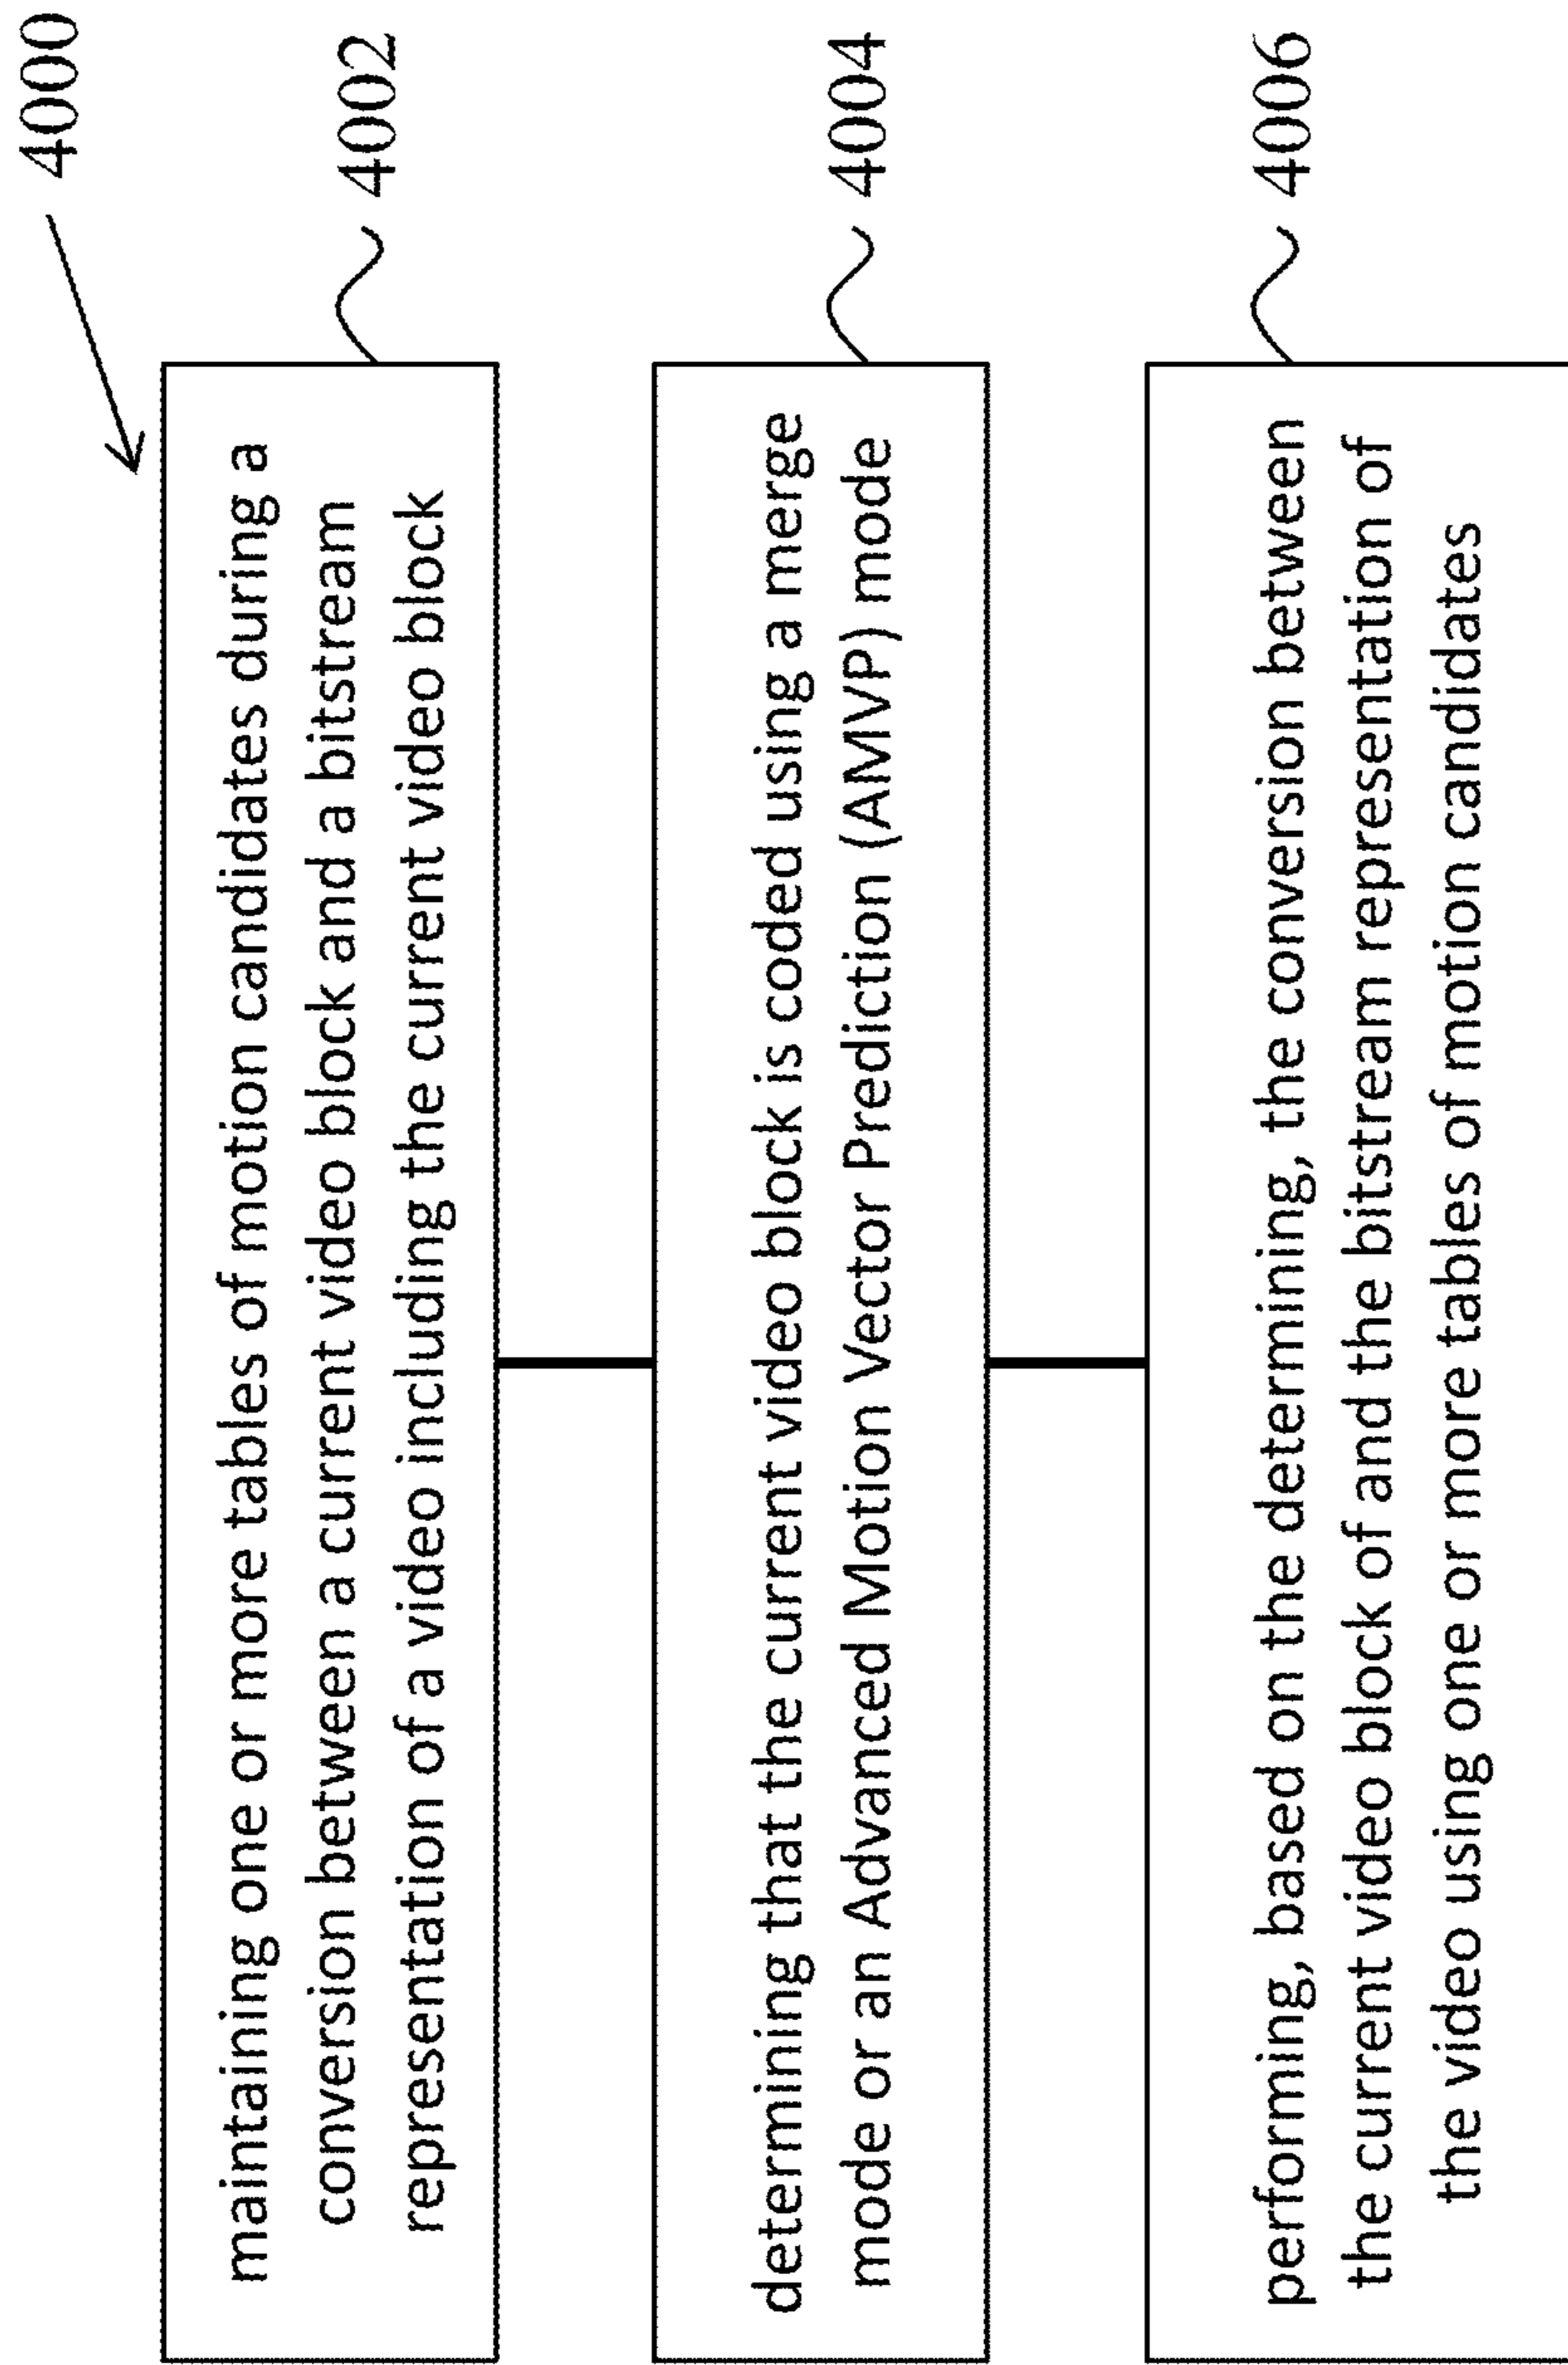 4000
maintaining one or more tables of motion candidates during a
conversion between a current video block and a bitstream
representation of a video including the current video block
4002
determining that the current video block is coded using a merge
mode or an Advanced Motion Vector Prediction (AMVP) mode
4004
performing, based on the determining, the conversion between
the current video block of and the bitstream representation of
the video using one or more tables of motion candidates
4006